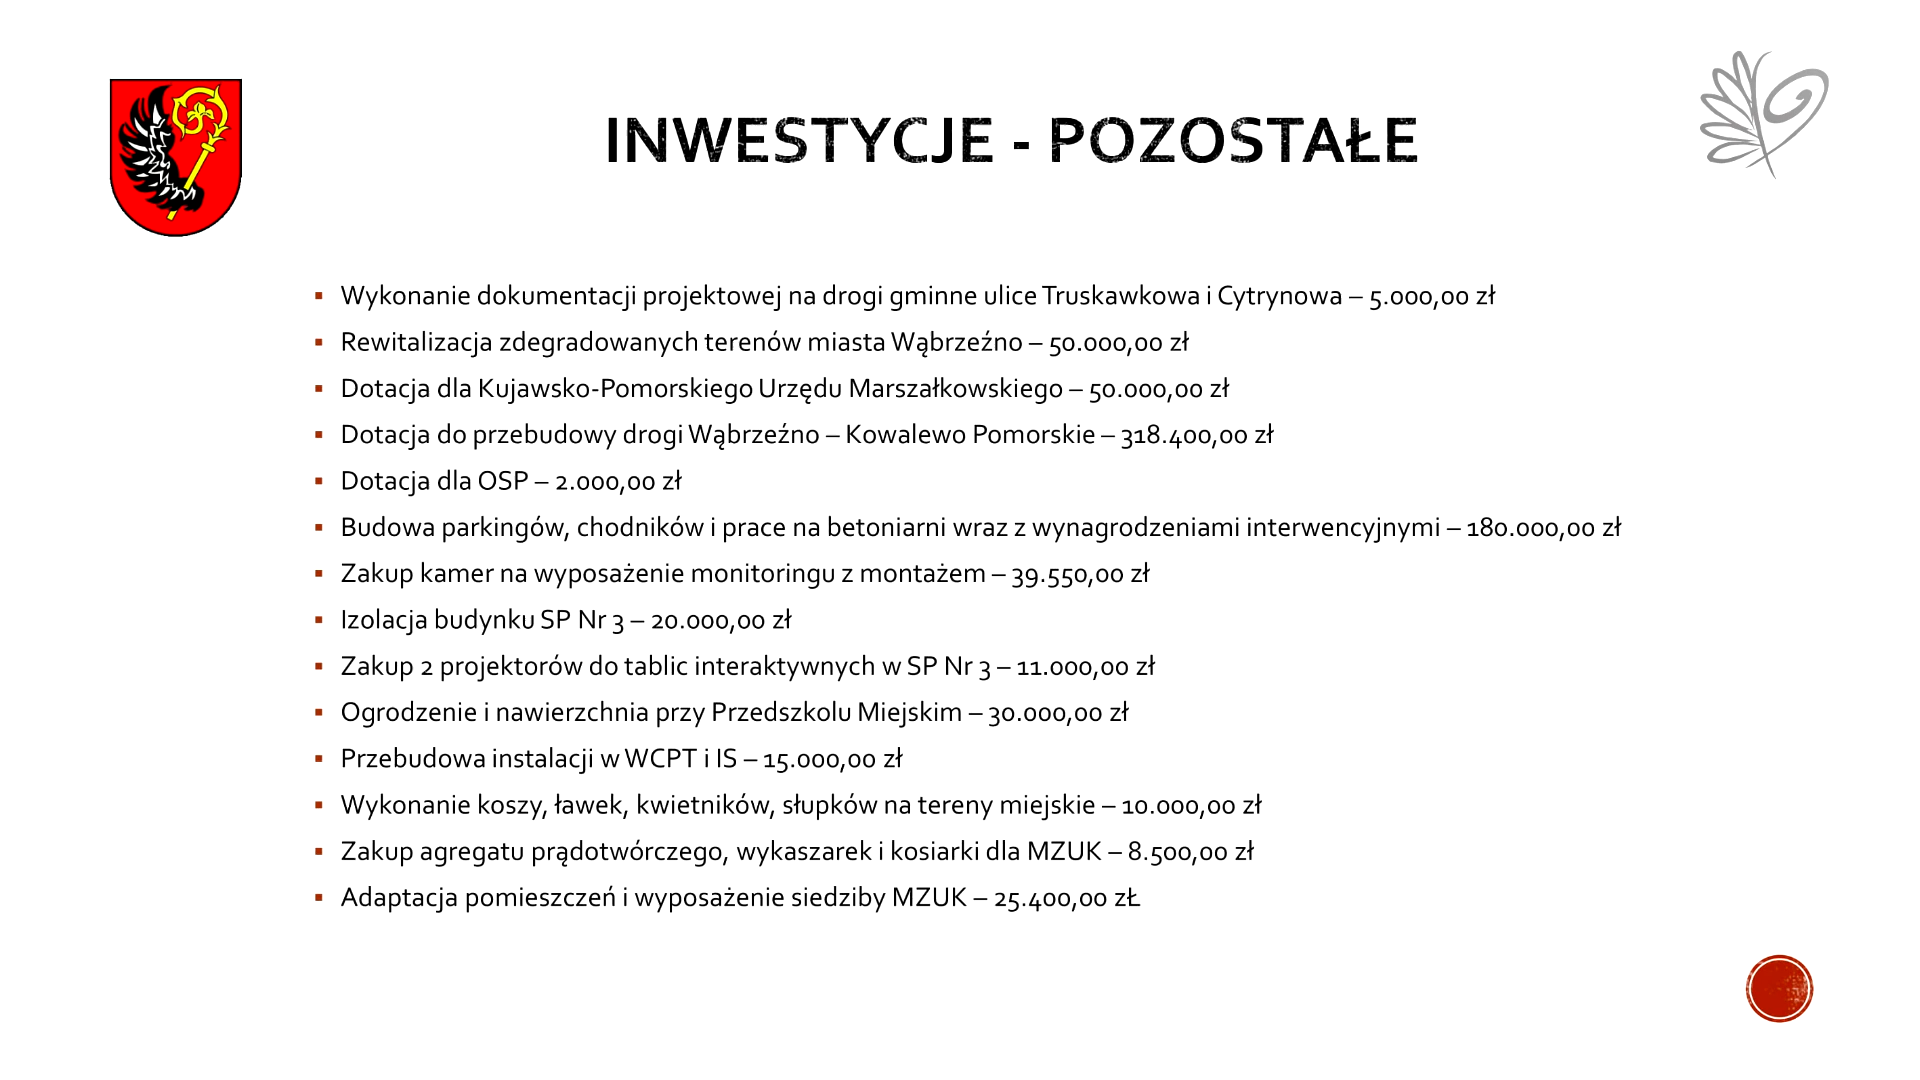 INWESTYCJE - POZOSTAŁE
▪ Wykonanie dokumentacji projektowej na drogi gminne ulice Truskawkowa i Cytrynowa – 5.000,00 zł
▪ Rewitalizacja zdegradowanych terenów miasta Wąbrzeźno – 50.000,00 zł
▪ Dotacja dla Kujawsko-Pomorskiego Urzędu Marszałkowskiego – 50.000,00 zł
▪ Dotacja do przebudowy drogi Wąbrzeźno – Kowalewo Pomorskie – 318.400,00 zł
▪ Dotacja dla OSP – 2.000,00 zł
▪ Budowa parkingów, chodników i prace na betoniarni wraz z wynagrodzeniami interwencyjnymi – 180.000,00 zł
▪ Zakup kamer na wyposażenie monitoringu z montażem – 39.550,00 zł
▪ Izolacja budynku SP Nr 3 – 20.000,00 zł
▪ Zakup 2 projektorów do tablic interaktywnych w SP Nr 3 – 11.000,00 zł
▪ Ogrodzenie i nawierzchnia przy Przedszkolu Miejskim – 30.000,00 zł
▪ Przebudowa instalacji w WCPT i IS – 15.000,00 zł
▪ Wykonanie koszy, ławek, kwietników, słupków na tereny miejskie – 10.000,00 zł
▪ Zakup agregatu prądotwórczego, wykaszarek i kosiarki dla MZUK – 8.500,00 zł
▪ Adaptacja pomieszczeń i wyposażenie siedziby MZUK – 25.400,00 zŁ